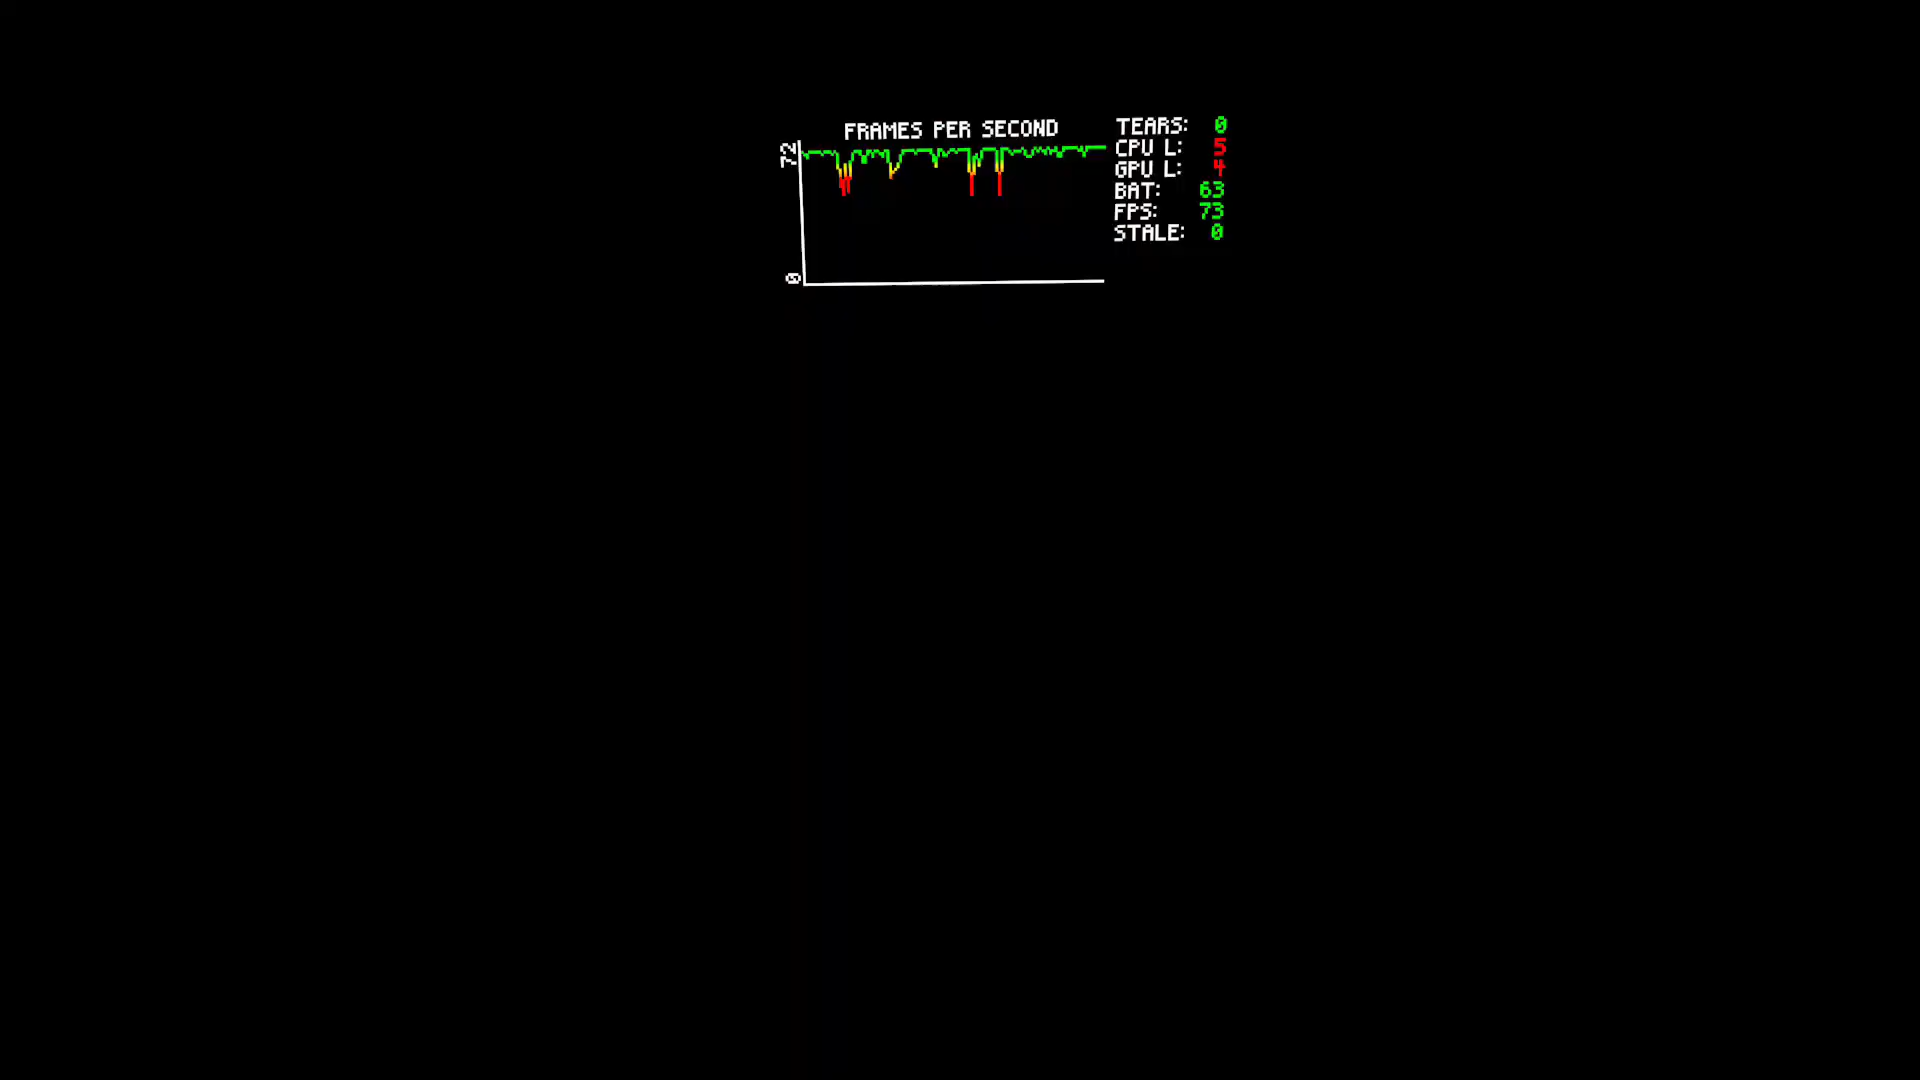 FRAMES PER SECOND
72
0
TEARS: 0
CPU L: 5
GPU L: 4
BAT: 63
FPS: 73
STALE: 0